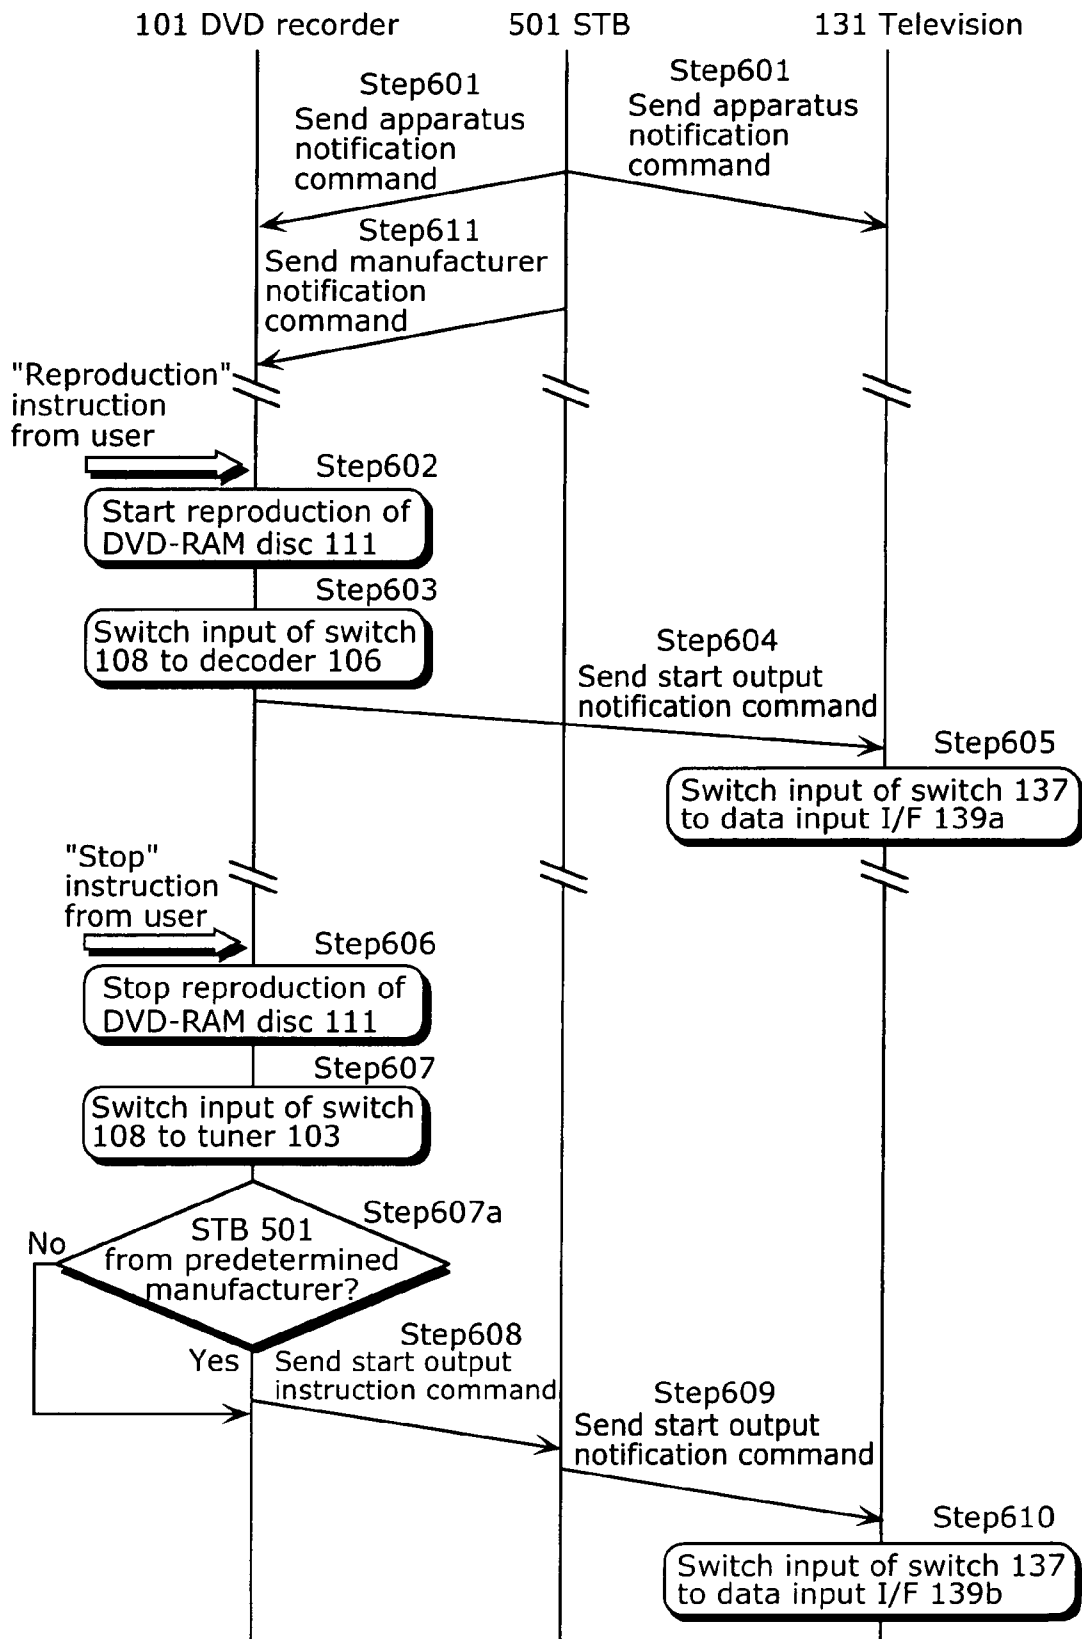 101 DVD recorder
501 STB
131 Television
Step601
Send apparatus
notification
command
Step601
Send apparatus
notification
command
Step611
Send manufacturer
notification
command
"Reproduction"
instruction
from user
Step602
Start reproduction of
DVD-RAM disc 111
Step603
Switch input of switch
108 to decoder 106
Step604
Send start output
notification command
Step605
Switch input of switch 137
to data input I/F 139a
"Stop"
instruction
from user
Step606
Stop reproduction of
DVD-RAM disc 111
Step607
Switch input of switch
108 to tuner 103
Step607a
STB 501
from predetermined
manufacturer?
No
Yes
Step608
Send start output
instruction command
Step609
Send start output
notification command
Step610
Switch input of switch 137
to data input I/F 139b